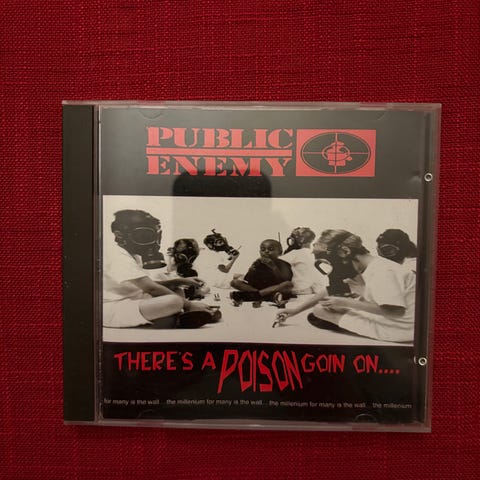 PUBLIC
ENEMY
THERE'S A POISON GOIN ON....
for many is the wall...the millenium for many is the wall...the millenium for many is the wall...the millenium